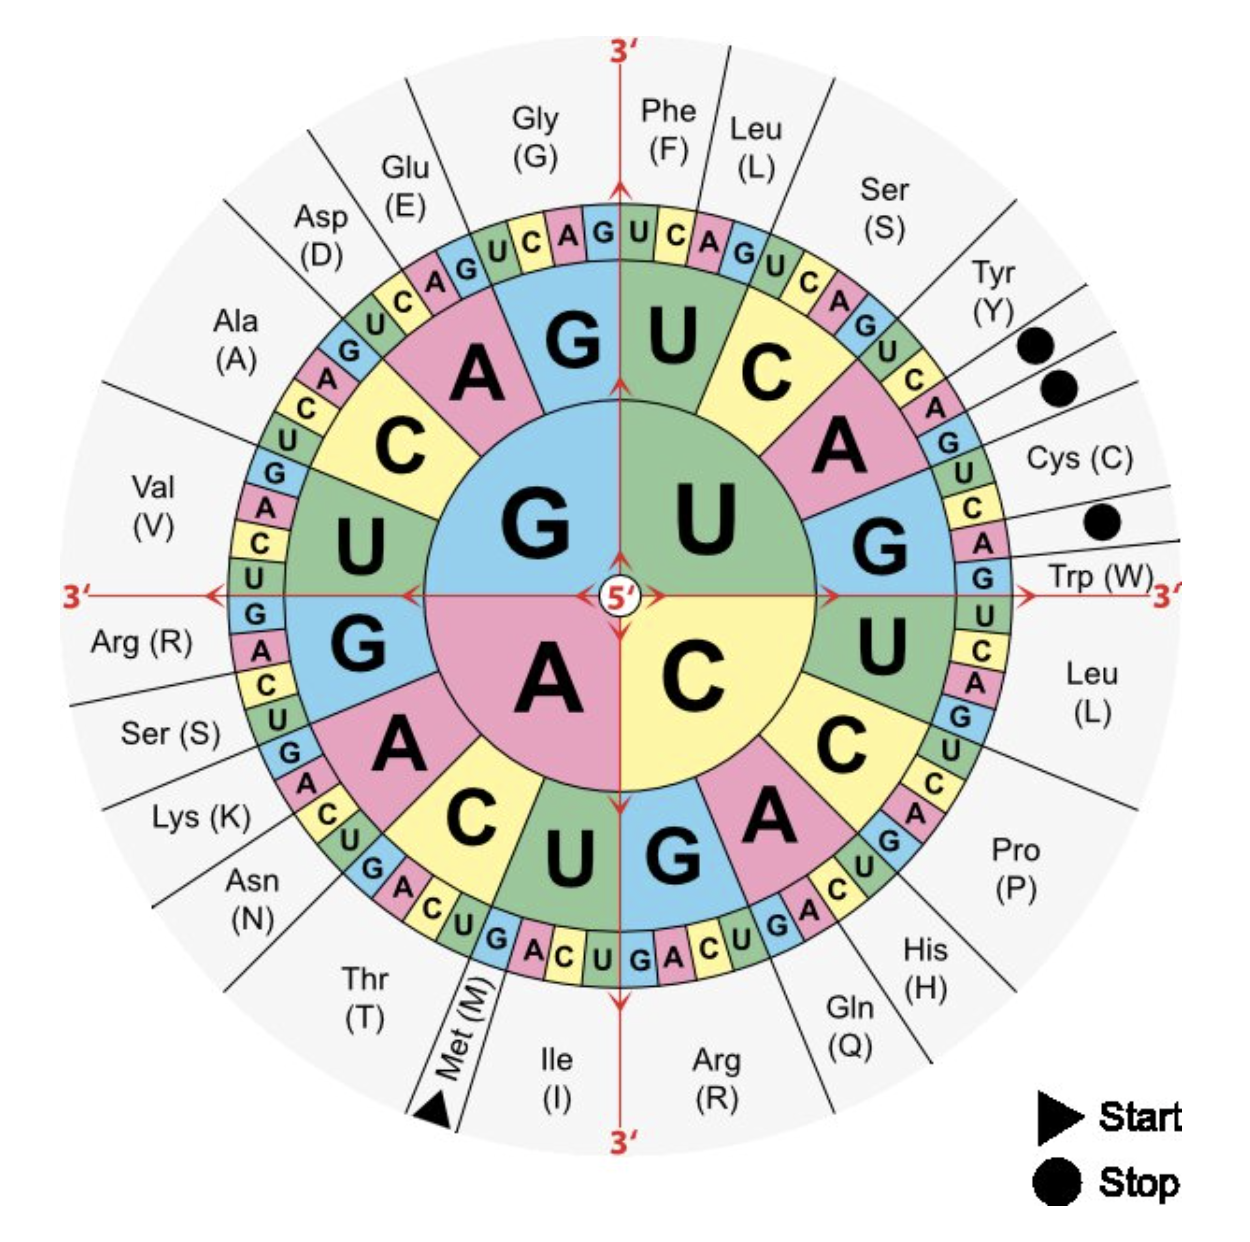 3‘
Gly
(G)
Phe
(F)
Leu
(L)
Ser
(S)
Tyr
(Y)
Cys (C)
Trp (W)
3‘
Leu
(L)
Pro
(P)
His
(H)
Gln
(Q)
Arg
(R)
3‘
Ile
(I)
Met (M)
Thr
(T)
Asn
(N)
Lys (K)
Ser (S)
Arg (R)
3‘
Val
(V)
Ala
(A)
Asp
(D)
Glu
(E)
U C A G U C A G U C A G U C A G
U C A G U C A G U C A G U C A G
G A C U G A C U G A C U G A C U
G A C U G A C U G A C U G A C U
U C A G
U C A G
G A C U
G A C U
G U
A C
5‘
Start
Stop